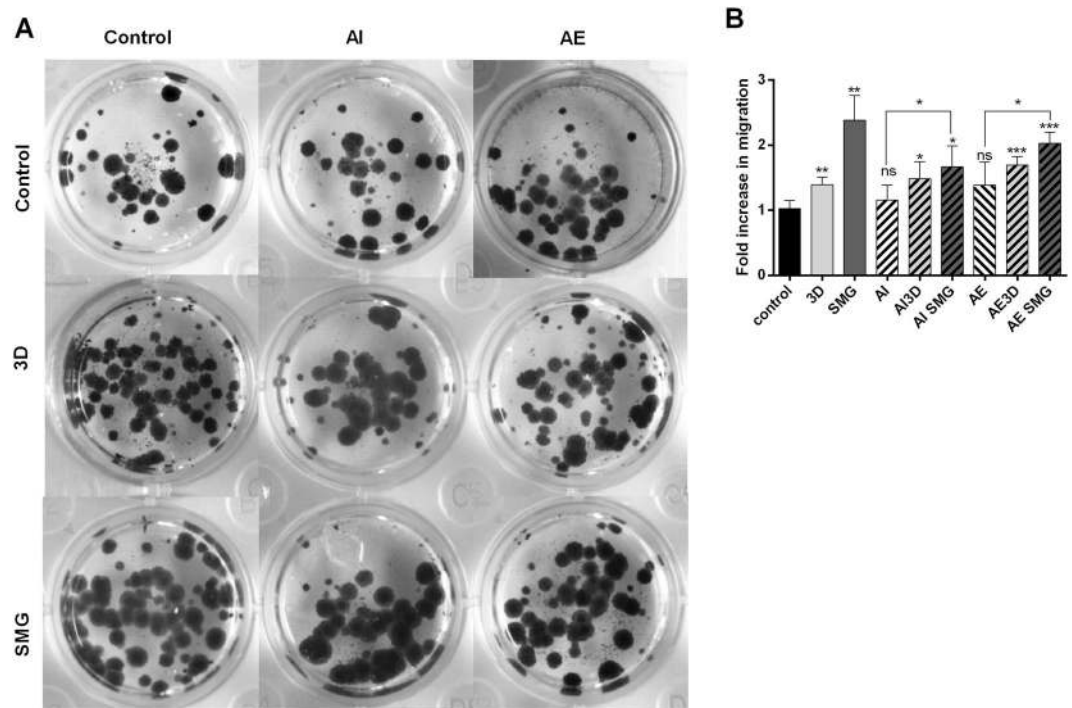 A
Control
AI
AE
Control
3D
SMG
B
Fold increase in migration
3
2
1
0
**
**
ns
*
*
*
ns
***
*
***
control
3D
SMG
AI
AI3D
AI SMG
AE
AE3D
AE SMG